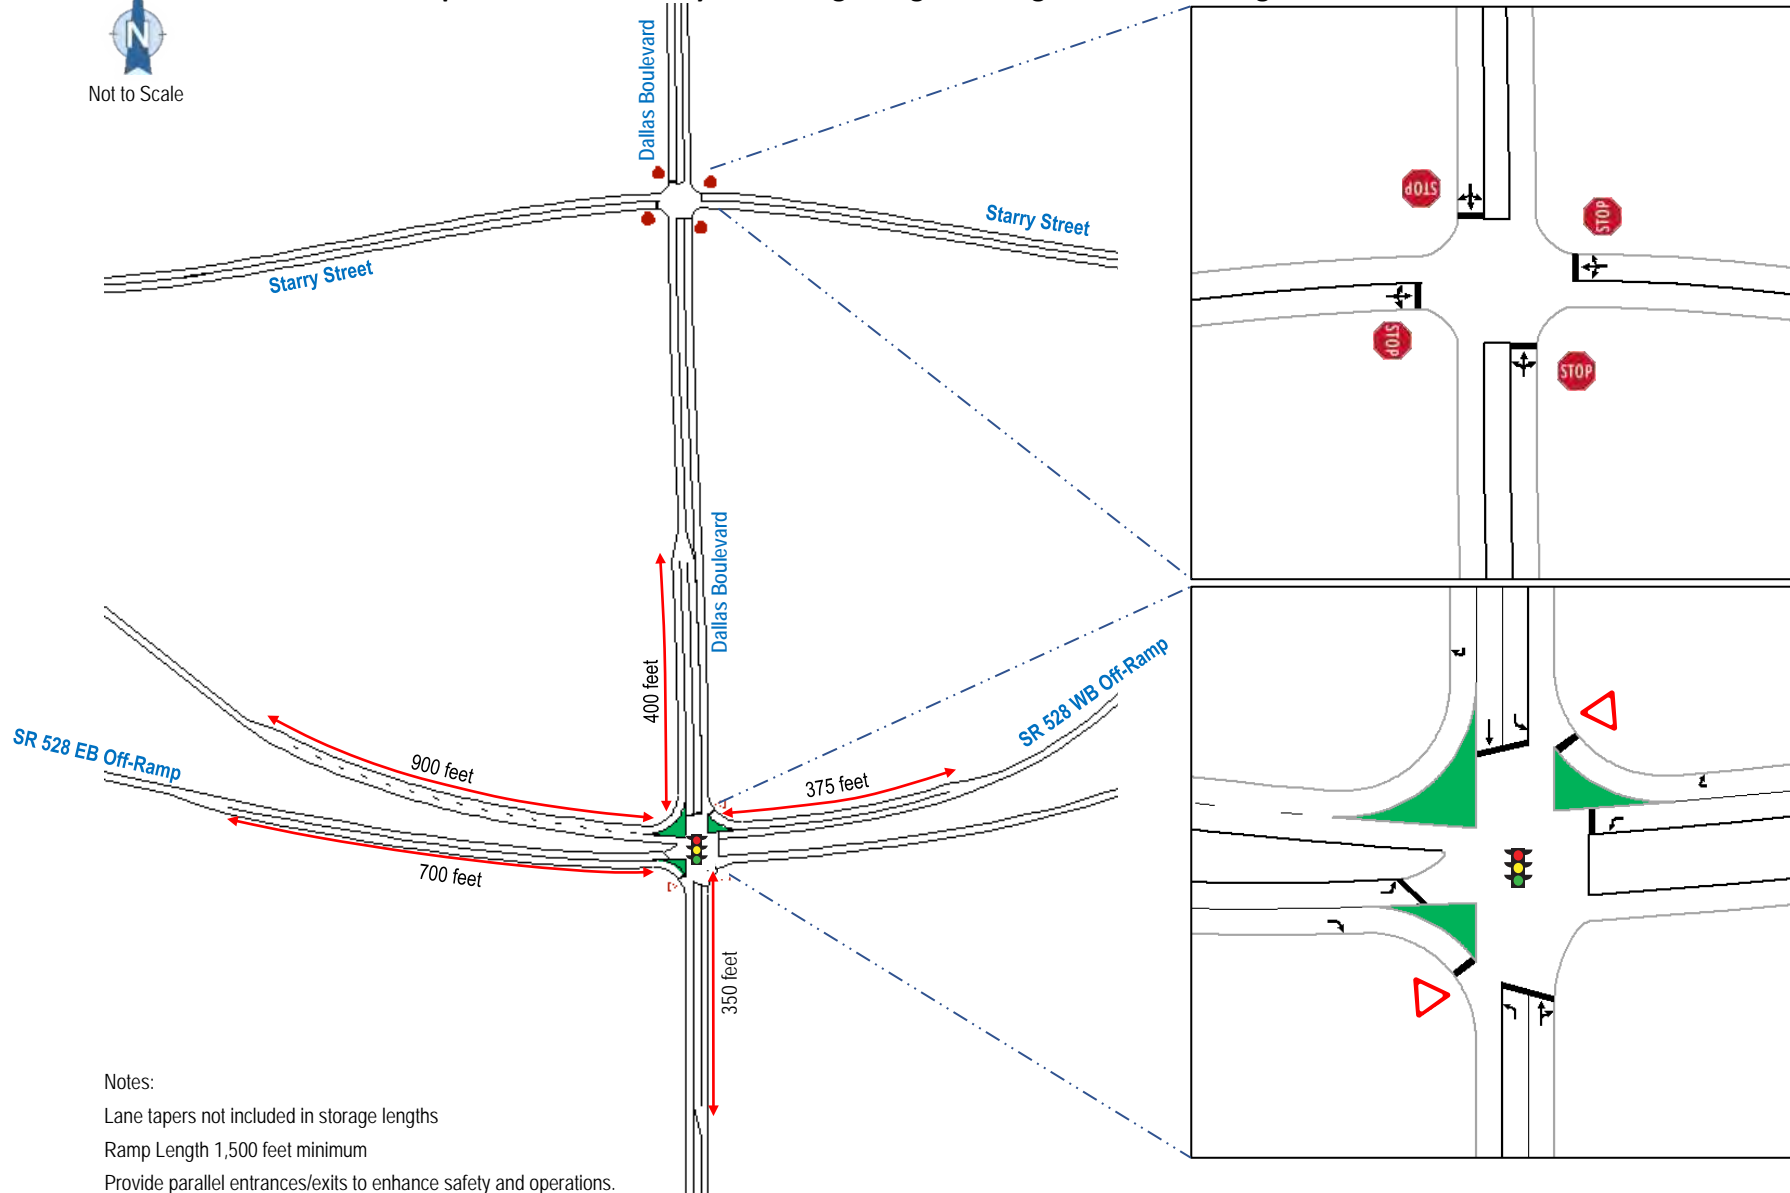 N
Not to Scale
Dallas Boulevard
Starry Street
Starry Street
Dallas Boulevard
400 feet
SR 528 WB Off-Ramp
SR 528 EB Off-Ramp
900 feet
375 feet
700 feet
350 feet
STOP
STOP
STOP
STOP
Notes:
Lane tapers not included in storage lengths
Ramp Length 1,500 feet minimum
Provide parallel entrances/exits to enhance safety and operations.